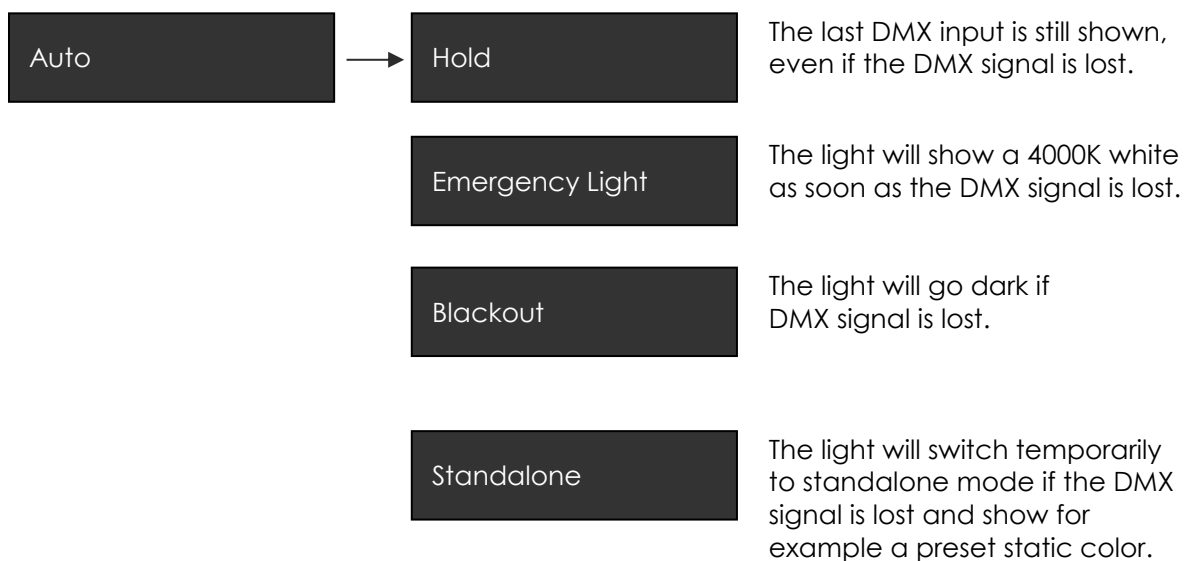 Auto
Hold
The last DMX input is still shown,
even if the DMX signal is lost.
Emergency Light
The light will show a 4000K white
as soon as the DMX signal is lost.
Blackout
The light will go dark if
DMX signal is lost.
Standalone
The light will switch temporarily
to standalone mode if the DMX
signal is lost and show for
example a preset static color.